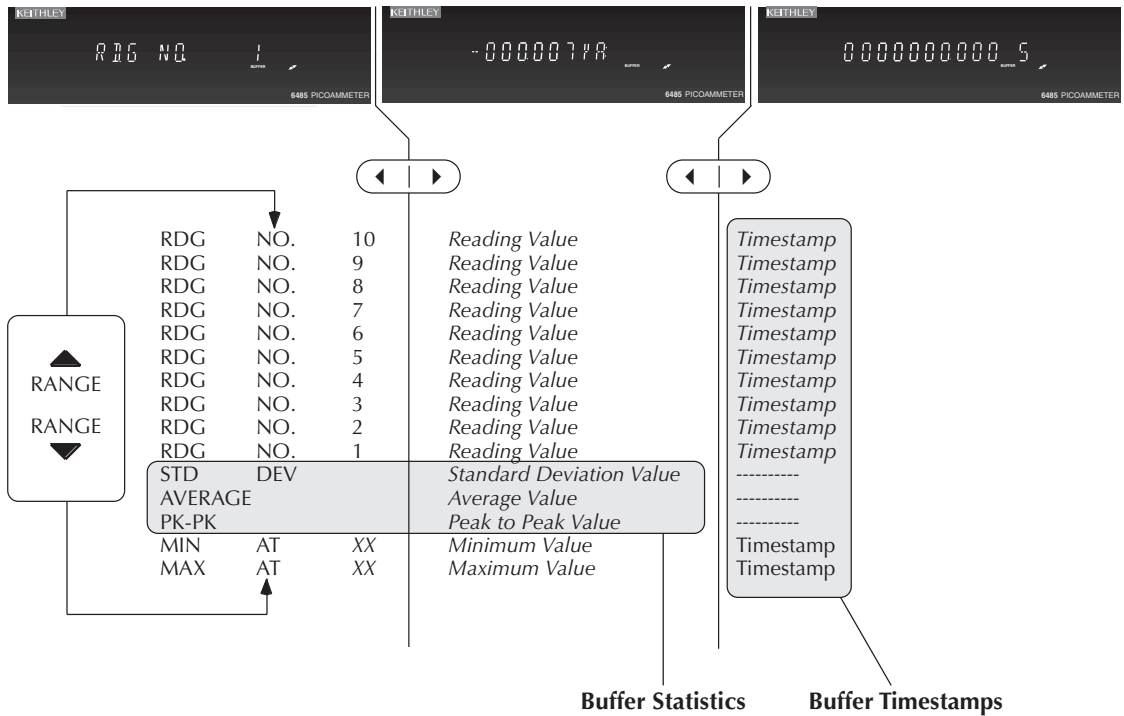 KEITHLEY
RDG NO. 1
BUFFER
6485 PICOAMMETER
KEITHLEY
-000.007
BUFFER
6485 PICOAMMETER
KEITHLEY
0000000.000 S
BUFFER
6485 PICOAMMETER
RANGE
RANGE
RDG NO. 10 Reading Value Timestamp
RDG NO. 9 Reading Value Timestamp
RDG NO. 8 Reading Value Timestamp
RDG NO. 7 Reading Value Timestamp
RDG NO. 6 Reading Value Timestamp
RDG NO. 5 Reading Value Timestamp
RDG NO. 4 Reading Value Timestamp
RDG NO. 3 Reading Value Timestamp
RDG NO. 2 Reading Value Timestamp
RDG NO. 1 Reading Value Timestamp
STD DEV Standard Deviation Value ----------
AVERAGE Average Value ----------
PK-PK Peak to Peak Value ----------
MIN AT XX Minimum Value Timestamp
MAX AT XX Maximum Value Timestamp
Buffer Statistics Buffer Timestamps